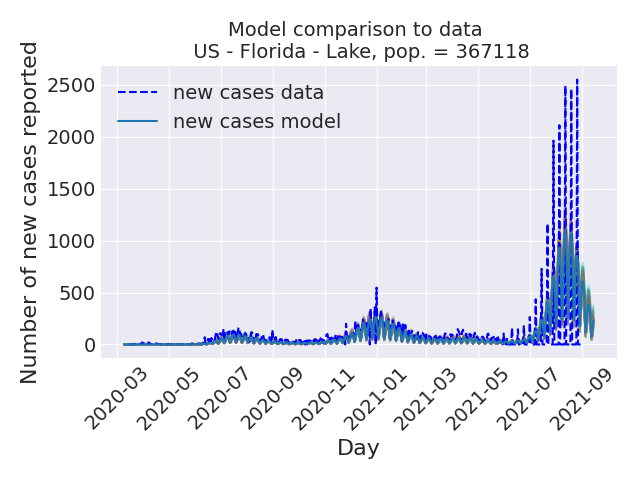 Model comparison to data
US - Florida - Lake, pop. = 367118
Number of new cases reported
2500
2000
1500
1000
500
0
new cases data
new cases model
2020-03
2020-05
2020-07
2020-09
2020-11
2021-01
2021-03
2021-05
2021-07
2021-09
Day